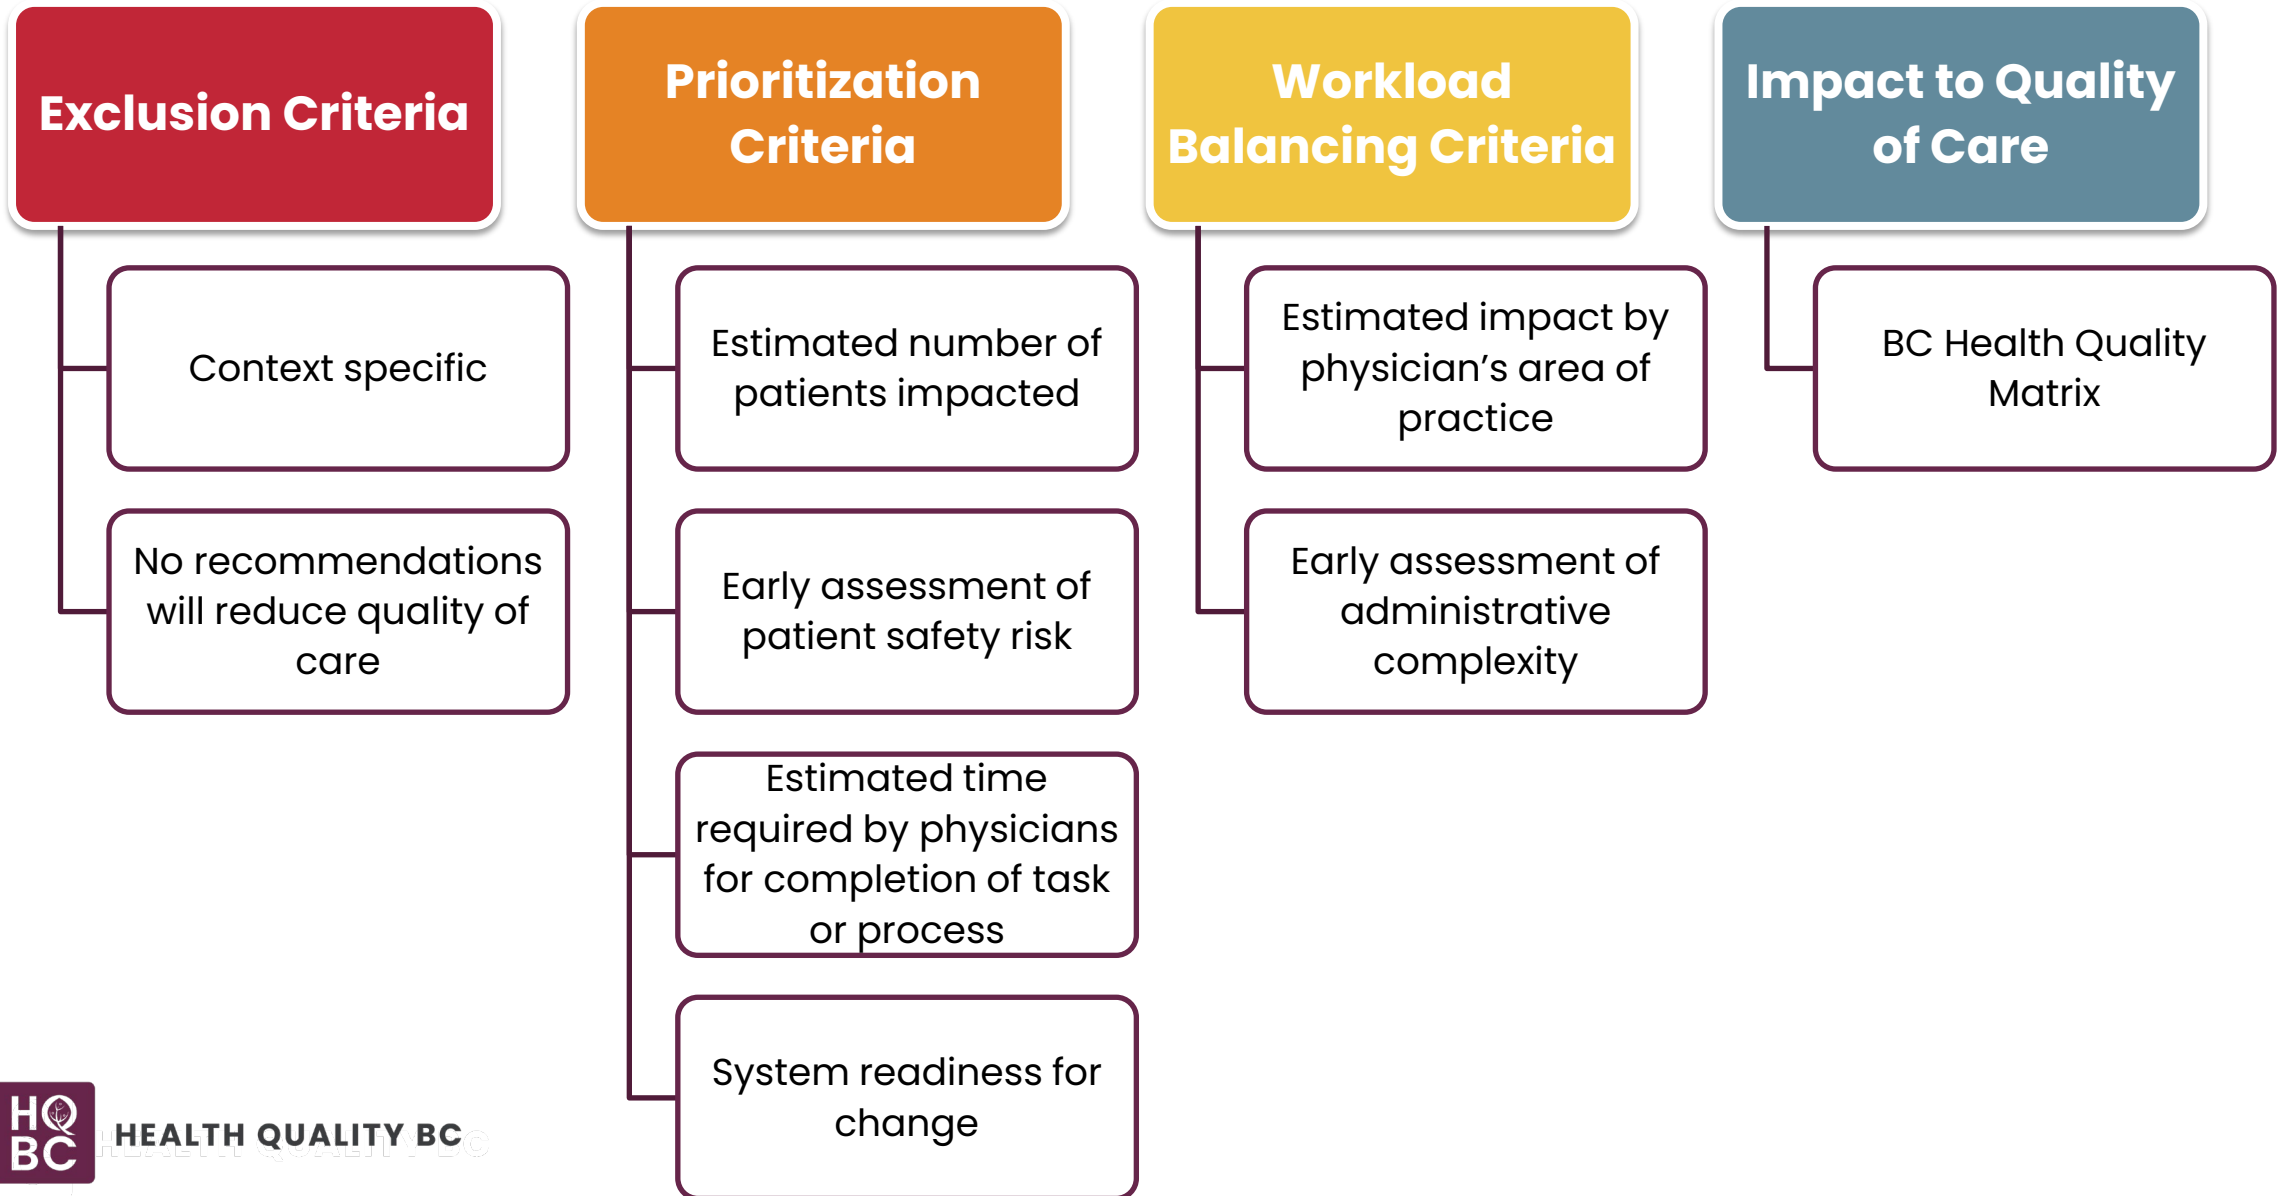 Exclusion Criteria
Context specific
No recommendations
will reduce quality of
care
Prioritization
Criteria
Estimated number of
patients impacted
Early assessment of
patient safety risk
Estimated time
required by physicians
for completion of task
or process
System readiness for
change
Workload
Balancing Criteria
Estimated impact by
physician’s area of
practice
Early assessment of
administrative
complexity
Impact to Quality
of Care
BC Health Quality
Matrix
HQ
BC
HEALTH QUALITY BC